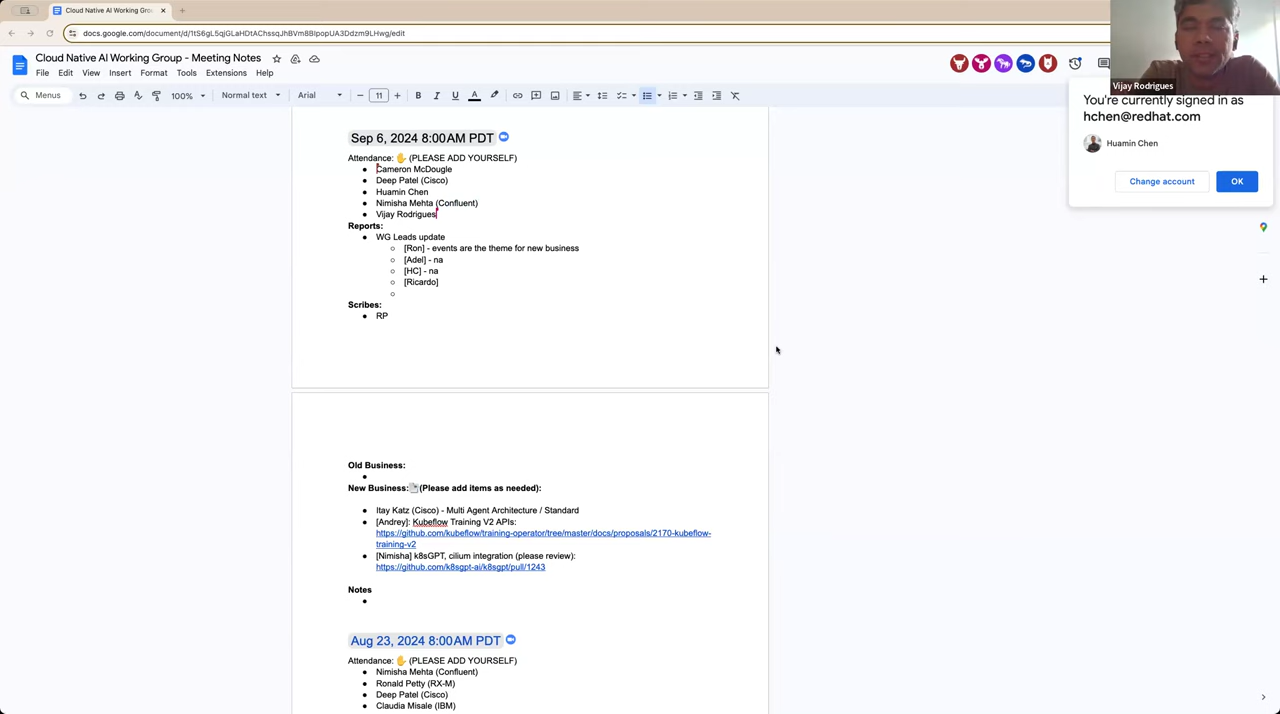 Cloud Native AI Working Gro
docs.google.com/document/d/1tS6gL5qjGLaHDtAChssqJhBVm8BlpopUA3Ddzm9LHwg/edit
Cloud Native AI Working Group - Meeting Notes
File Edit View Insert Format Tools Extensions Help
Menus 100% Normal text Arial 11
Vijay Rodrigues
You're currently signed in as
hchen@redhat.com
Huamin Chen
Change account OK
Sep 6, 2024 8:00AM PDT
Attendance: ✋ (PLEASE ADD YOURSELF)
● Cameron McDougle
● Deep Patel (Cisco)
● Huamin Chen
● Nimisha Mehta (Confluent)
● Vijay Rodrigues
Reports:
● WG Leads update
○ [Ron] - events are the theme for new business
○ [Adel] - na
○ [HC] - na
○ [Ricardo]
Scribes:
● RP
Old Business:
New Business: (Please add items as needed):
● Itay Katz (Cisco) - Multi Agent Architecture / Standard
● [Andrey]: Kubeflow Training V2 APIs:
https://github.com/kubeflow/training-operator/tree/master/docs/proposals/2170-kubeflow-
training-v2
● [Nimisha] k8sGPT, cilium integration (please review):
https://github.com/k8sgpt-ai/k8sgpt/pull/1243
Notes
Aug 23, 2024 8:00AM PDT
Attendance: ✋ (PLEASE ADD YOURSELF)
● Nimisha Mehta (Confluent)
● Ronald Petty (RX-M)
● Deep Patel (Cisco)
● Claudia Misale (IBM)